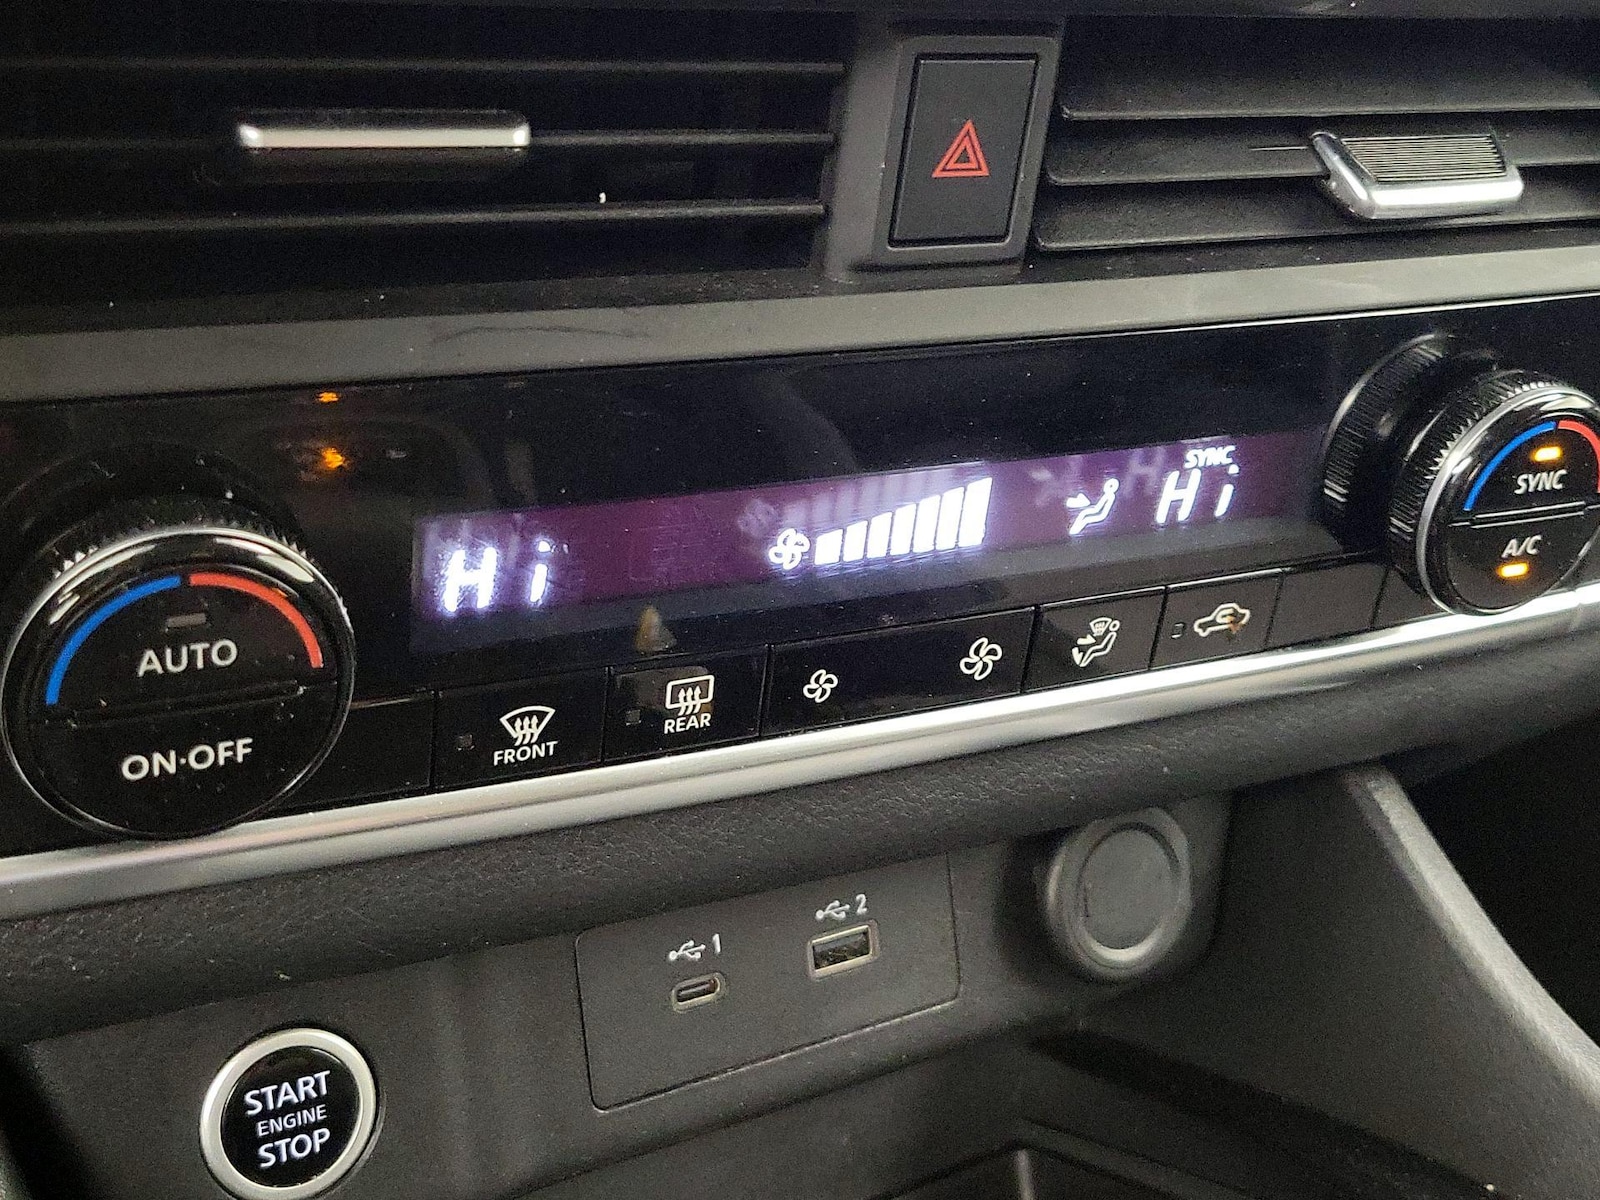 SYNC
Hi
Hi
SYNC
A/C
AUTO
ON·OFF
FRONT
REAR
1
2
START
ENGINE
STOP